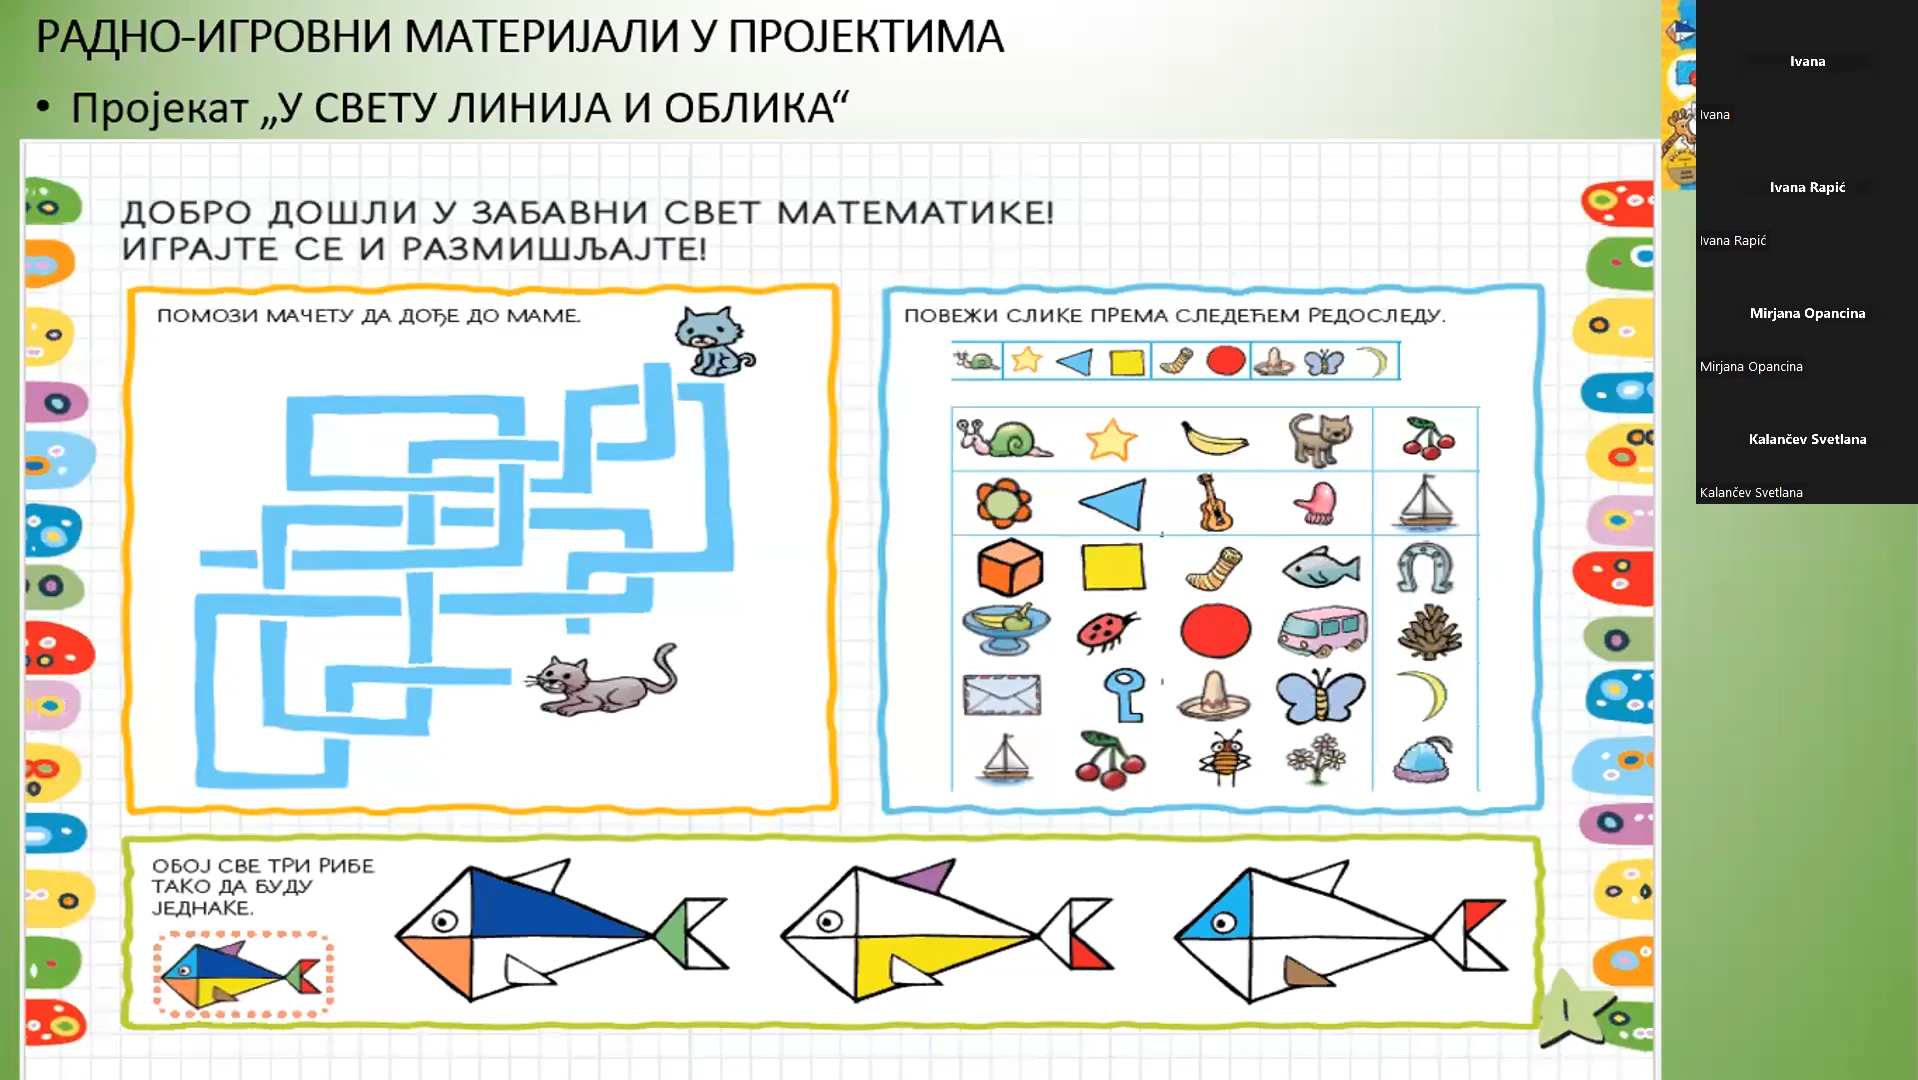 РАДНО-ИГРОВНИ МАТЕРИЈАЛИ У ПРОЈЕКТИМА
• Пројекат „У СВЕТУ ЛИНИЈА И ОБЛИКА“
ДОБРО ДОШЛИ У ЗАБАВНИ СВЕТ МАТЕМАТИКЕ!
ИГРАЈТЕ СЕ И РАЗМИШЉАЈТЕ!
ПОМОЗИ МАЧЕТУ ДА ДОЂЕ ДО МАМЕ.
ПОВЕЖИ СЛИКЕ ПРЕМА СЛЕДЕЋЕМ РЕДОСЛЕДУ.
ОБОЈ СВЕ ТРИ РИБЕ
ТАКО ДА БУДУ
ЈЕДНАКЕ.
1
Ivana
Ivana
Ivana Rapić
Ivana Rapić
Mirjana Opancina
Mirjana Opancina
Kalančev Svetlana
Kalančev Svetlana